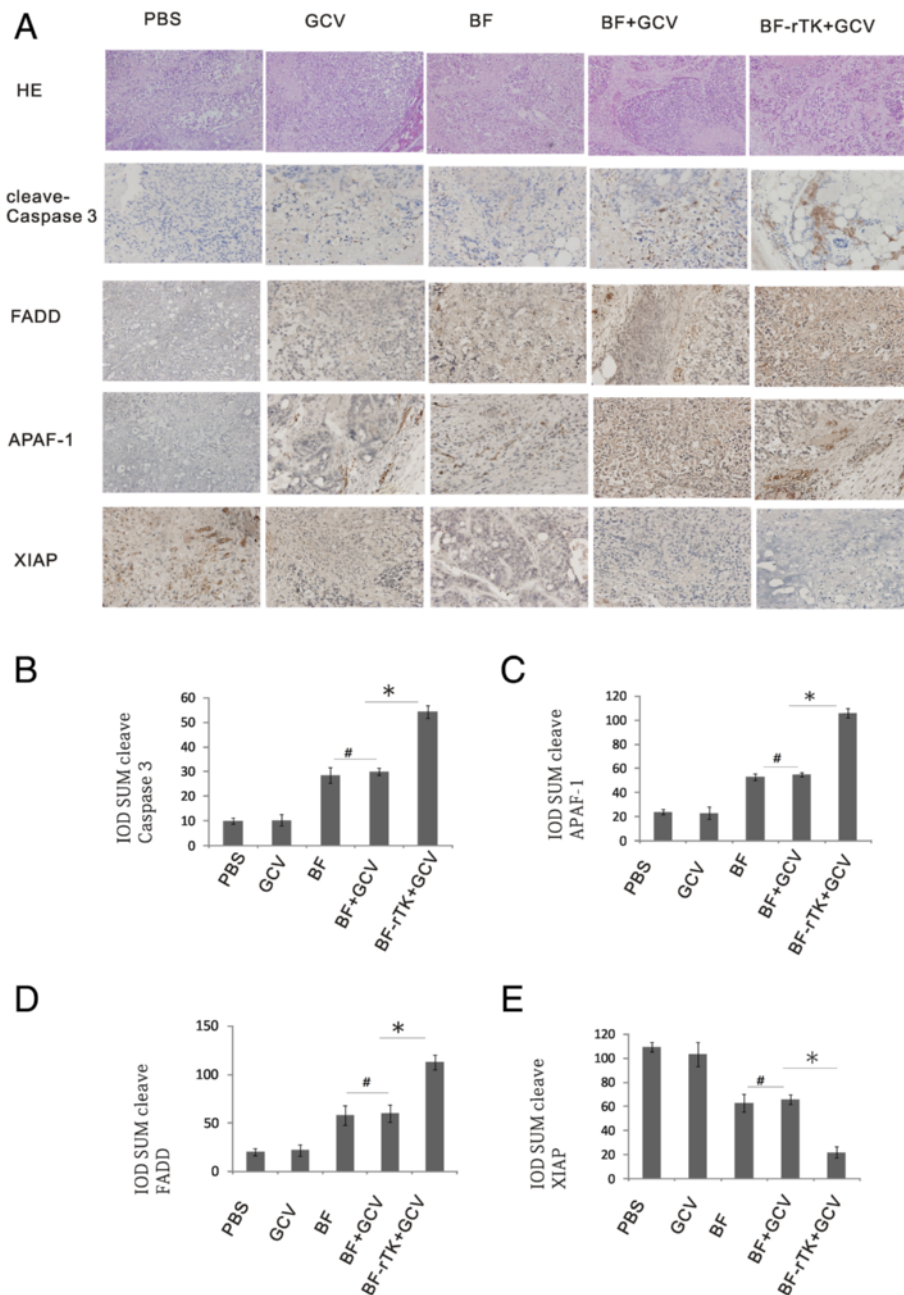 A
PBS GCV BF BF+GCV BF-rTK+GCV
HE
cleave-
Caspase 3
FADD
APAF-1
XIAP
B
IOD SUM cleave
Caspase 3
60
50
40
30
20
10
0
*
#
PBS GCV BF BF+GCV BF-rTK+GCV
C
IOD SUM cleave
APAF-1
120
100
80
60
40
20
0
*
#
PBS GCV BF BF+GCV BF-rTK+GCV
D
IOD SUM cleave
FADD
150
100
50
0
*
#
PBS GCV BF BF+GCV BF-rTK+GCV
E
IOD SUM cleave
XIAP
120
100
80
60
40
20
0
*
#
PBS GCV BF BF+GCV BF-rTK+GCV